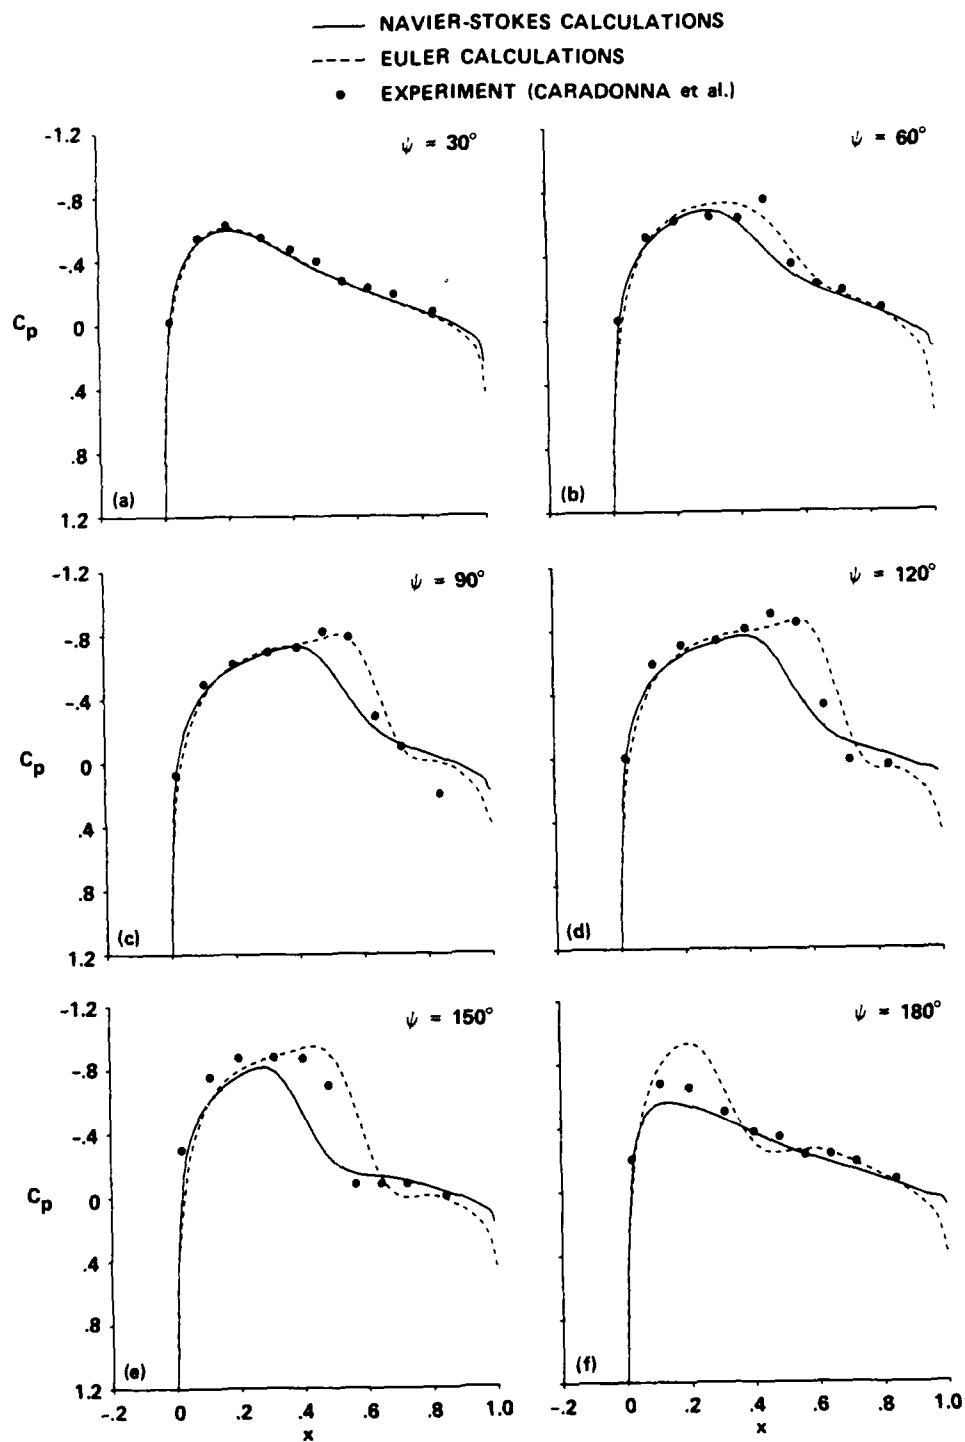 NAVIER-STOKES CALCULATIONS
EULER CALCULATIONS
EXPERIMENT (CARADONNA et al.)
-1.2
-.8
-.4
0
.4
.8
1.2
Cp
ψ = 30°
(a)
ψ = 60°
(b)
-1.2
-.8
-.4
0
.4
.8
1.2
Cp
ψ = 90°
(c)
ψ = 120°
(d)
-1.2
-.8
-.4
0
.4
.8
1.2
Cp
ψ = 150°
(e)
-.2 0 .2 .4 .6 .8 1.0
x
ψ = 180°
(f)
-.2 0 .2 .4 .6 .8 1.0
x